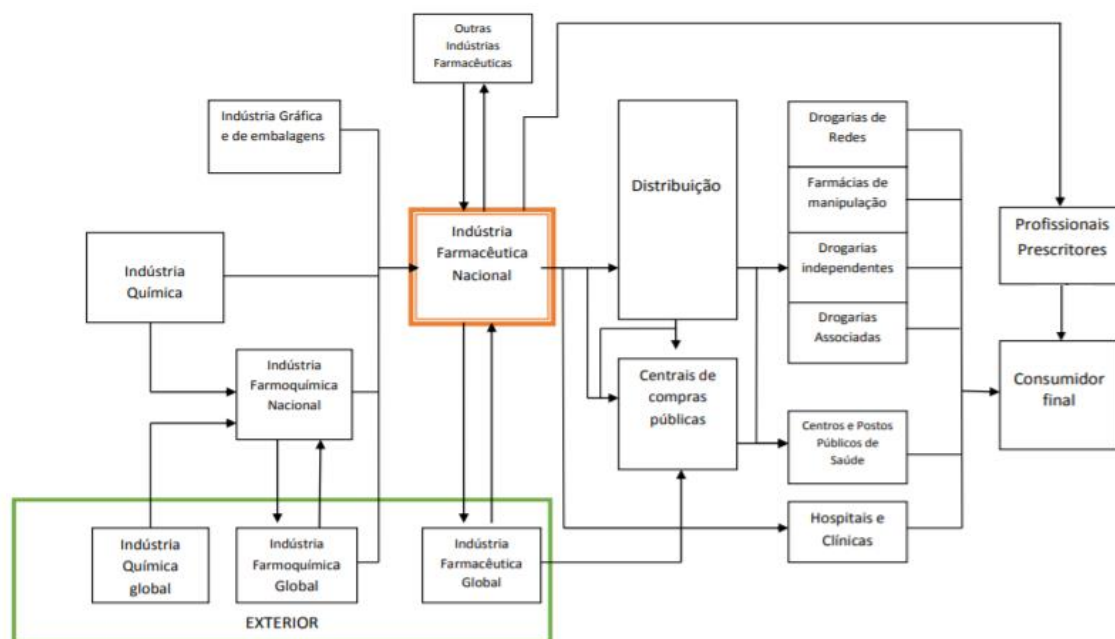 Outras
Indústrias
Farmacêuticas
Indústria Gráfica
e de embalagens
Indústria
Química
Indústria
Farmoquímica
Nacional
Indústria
Farmacêutica
Nacional
Distribuição
Centrais de
compras
públicas
Drogarias de
Redes
Farmácias de
manipulação
Drogarias
independentes
Drogarias
Associadas
Centros e Postos
Públicos de
Saúde
Hospitais e
Clínicas
Profissionais
Prescritores
Consumidor
final
Indústria
Química
global
Indústria
Farmoquímica
Global
Indústria
Farmacêutica
Global
EXTERIOR